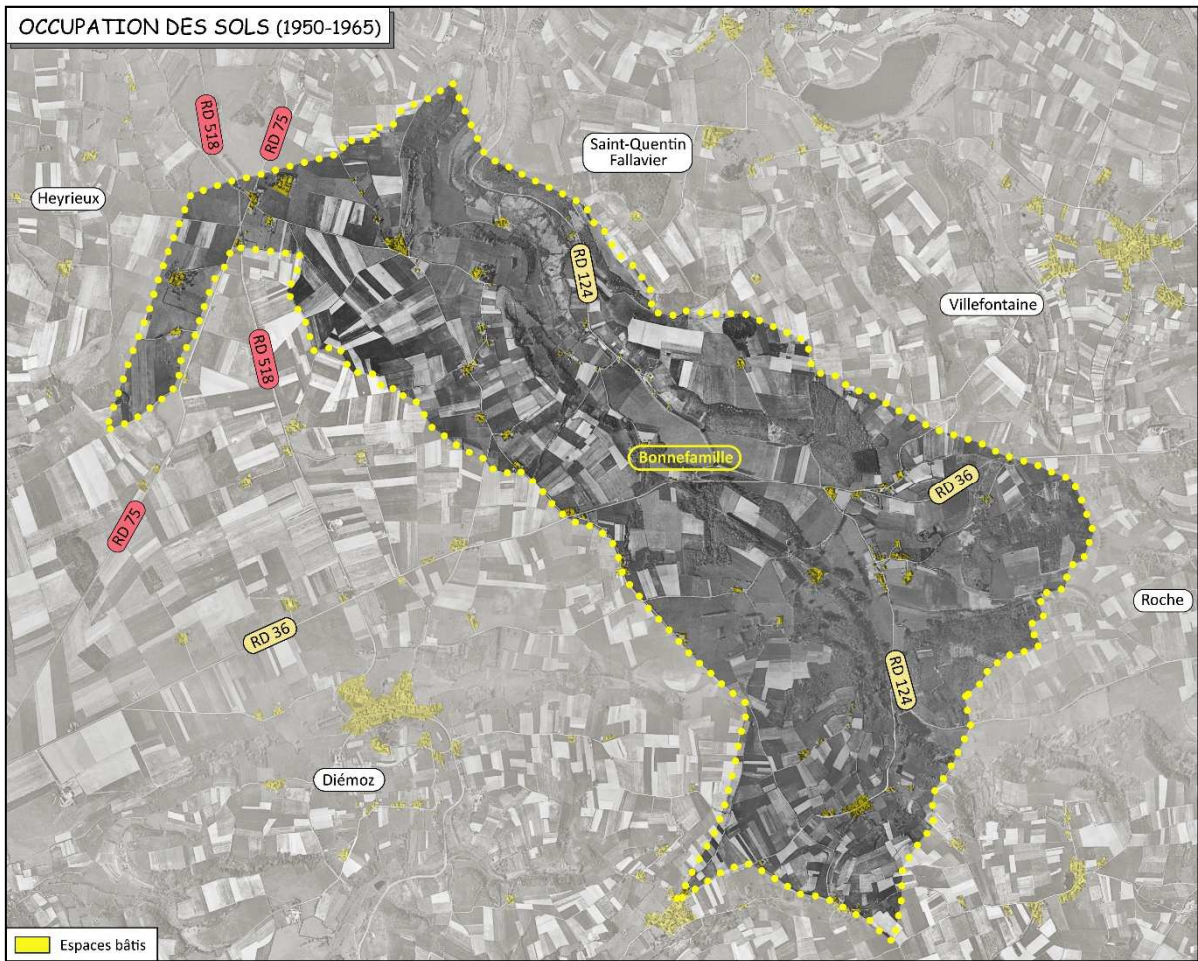 OCCUPATION DES SOLS (1950-1965)
RD 518
RD 75
Saint-Quentin
Fallavier
Heyrieux
RD 124
Villefontaine
RD 518
Bonnefamille
RD 36
RD 75
Roche
RD 36
RD 124
Diémoz
Espaces bâtis